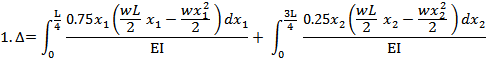 1. Δ= ∫₀^{L/4} 0.75x₁(wL/2 x₁ − wx₁²/2) dx₁ / EI + ∫₀^{3L/4} 0.25x₂(wL/2 x₂ − wx₂²/2) dx₂ / EI